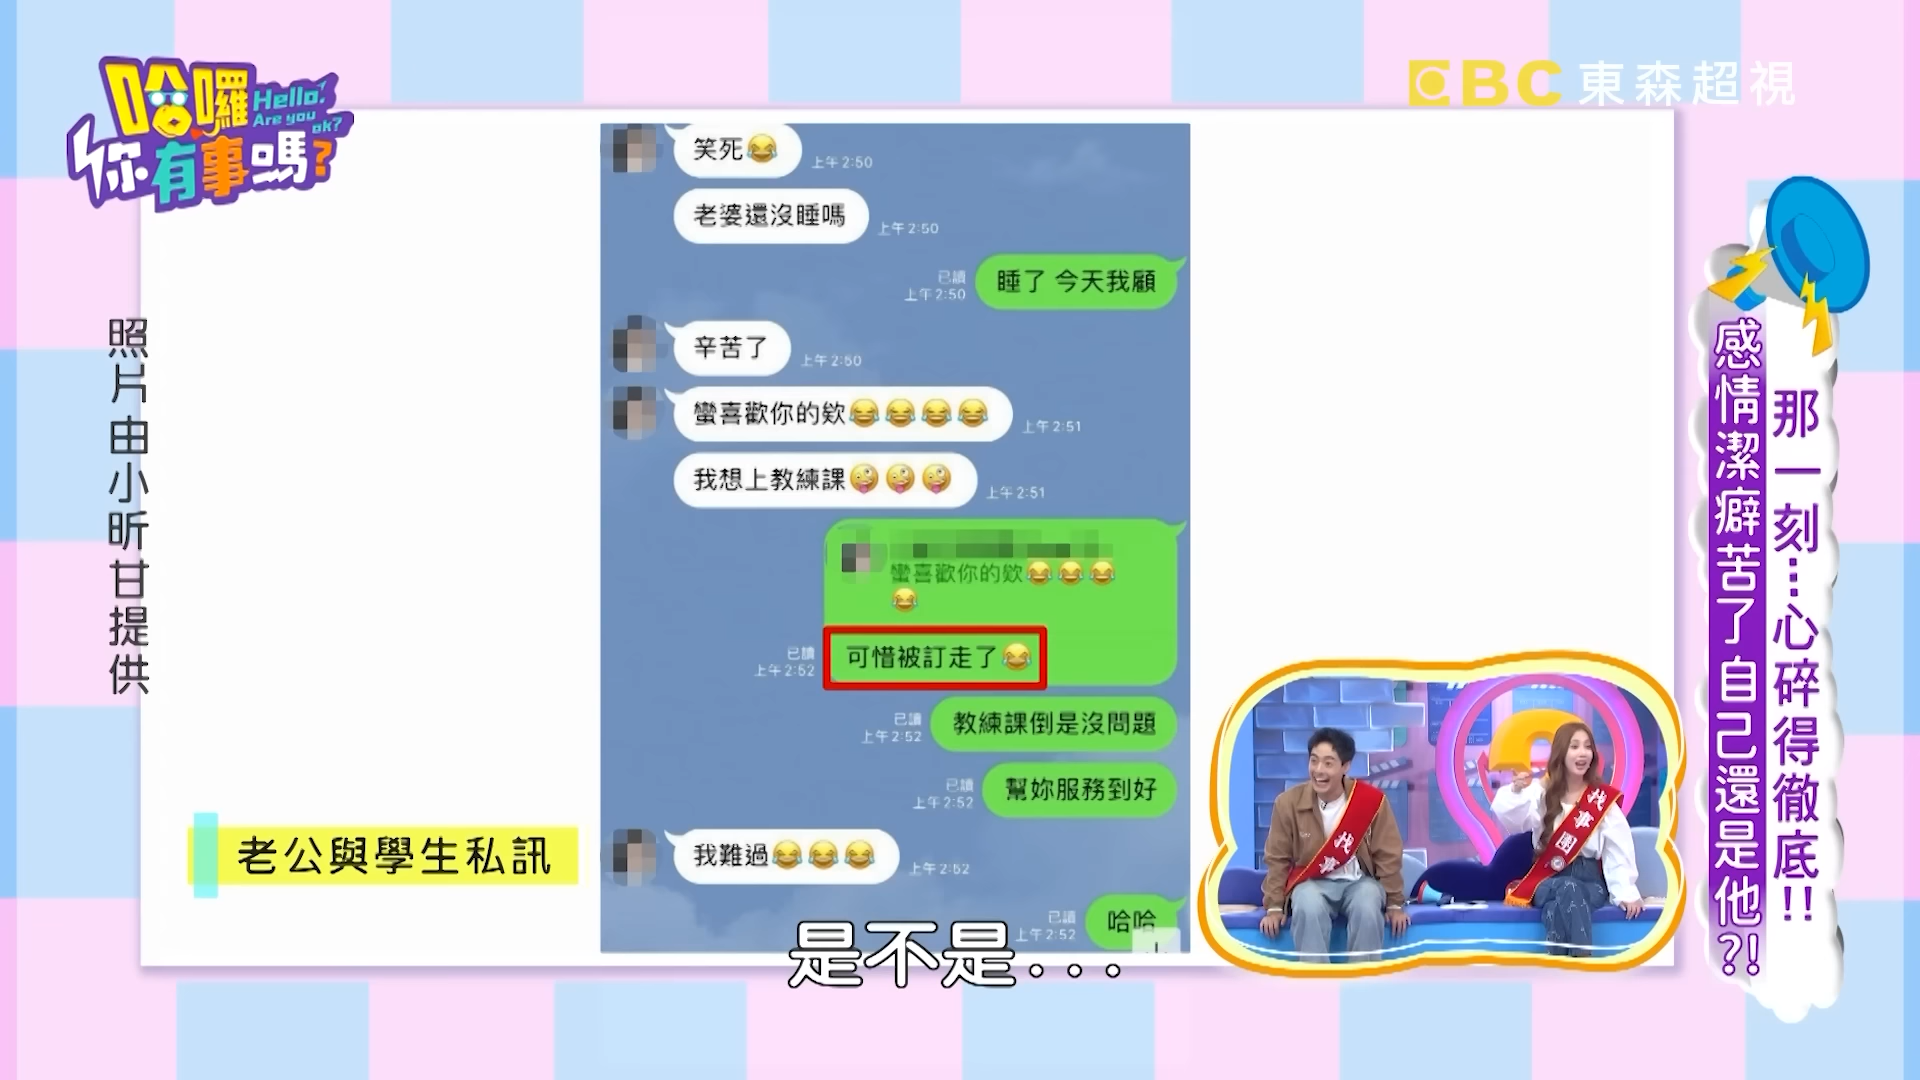 哈囉
Hello,
Are you
ok?
你有事嗎?
EBC 東森超視
照片由小昕甘提供
笑死😂
上午 2:50
老婆還沒睡嗎
上午 2:50
已讀
上午 2:50
睡了 今天我顧
辛苦了
上午 2:50
蠻喜歡你的欸😂😂😂😂
上午 2:51
我想上教練課🤪🤪🤪
上午 2:51
蠻喜歡你的欸😂😂😂
😂
已讀
上午 2:52
可惜被訂走了😂
已讀
上午 2:52
教練課倒是沒問題
已讀
上午 2:52
幫妳服務到好
我難過😂😂😂
上午 2:52
已讀
上午 2:52
哈哈
老公與學生私訊
那一刻...心碎得徹底!!
感情潔癖苦了自己還是他?!
我事
我事團
是不是...